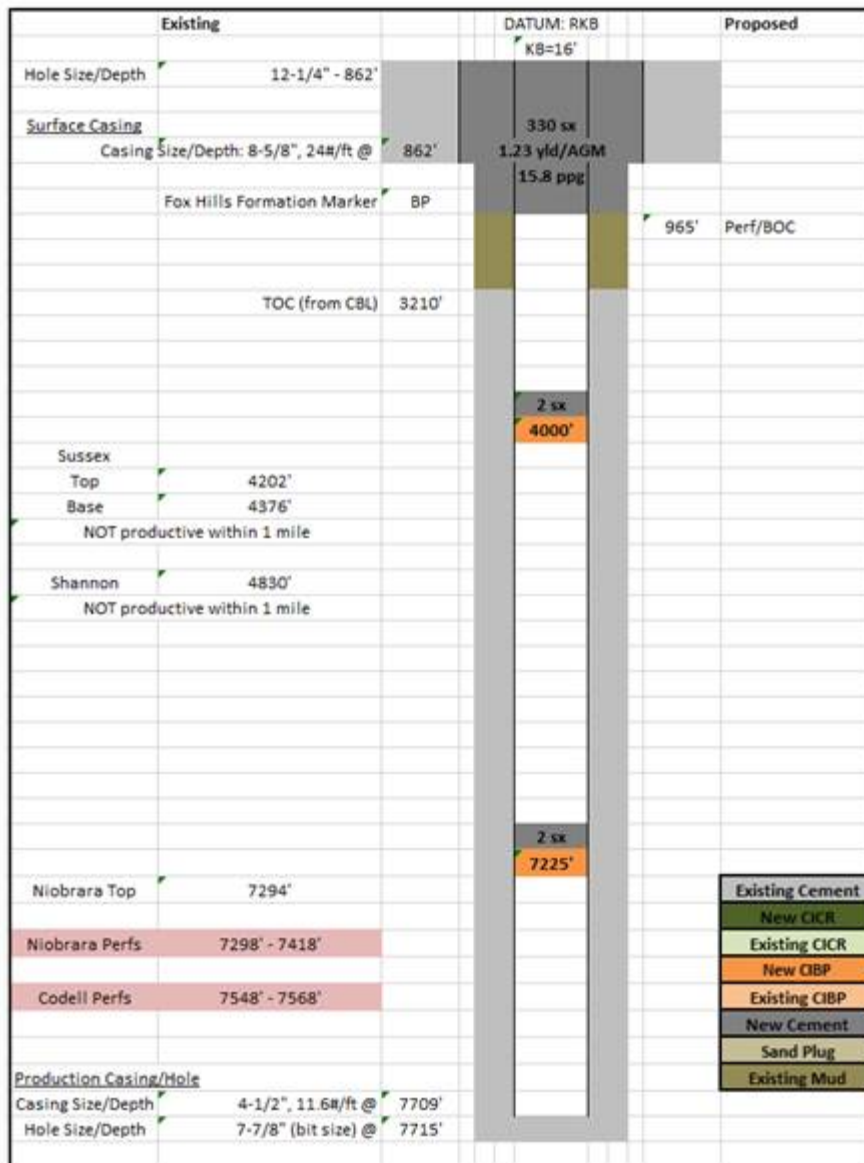 Existing DATUM: RKB Proposed
KB=16'
Hole Size/Depth 12-1/4" - 862'
Surface Casing 330 sx
Casing Size/Depth: 8-5/8", 24#/ft @ 862' 1.23 yld/AGM
15.8 ppg
Fox Hills Formation Marker BP
965' Perf/BOC
TOC (from CBL) 3210'
2 sx
4000'
Sussex
Top 4202'
Base 4376'
NOT productive within 1 mile
Shannon 4830'
NOT productive within 1 mile
2 sx
7225'
Niobrara Top 7294' Existing Cement
New CICR
Niobrara Perfs 7298' - 7418' Existing CICR
New CIBP
Codell Perfs 7548' - 7568' Existing CIBP
New Cement
Sand Plug
Production Casing/Hole Existing Mud
Casing Size/Depth 4-1/2", 11.6#/ft @ 7709'
Hole Size/Depth 7-7/8" (bit size) @ 7715'